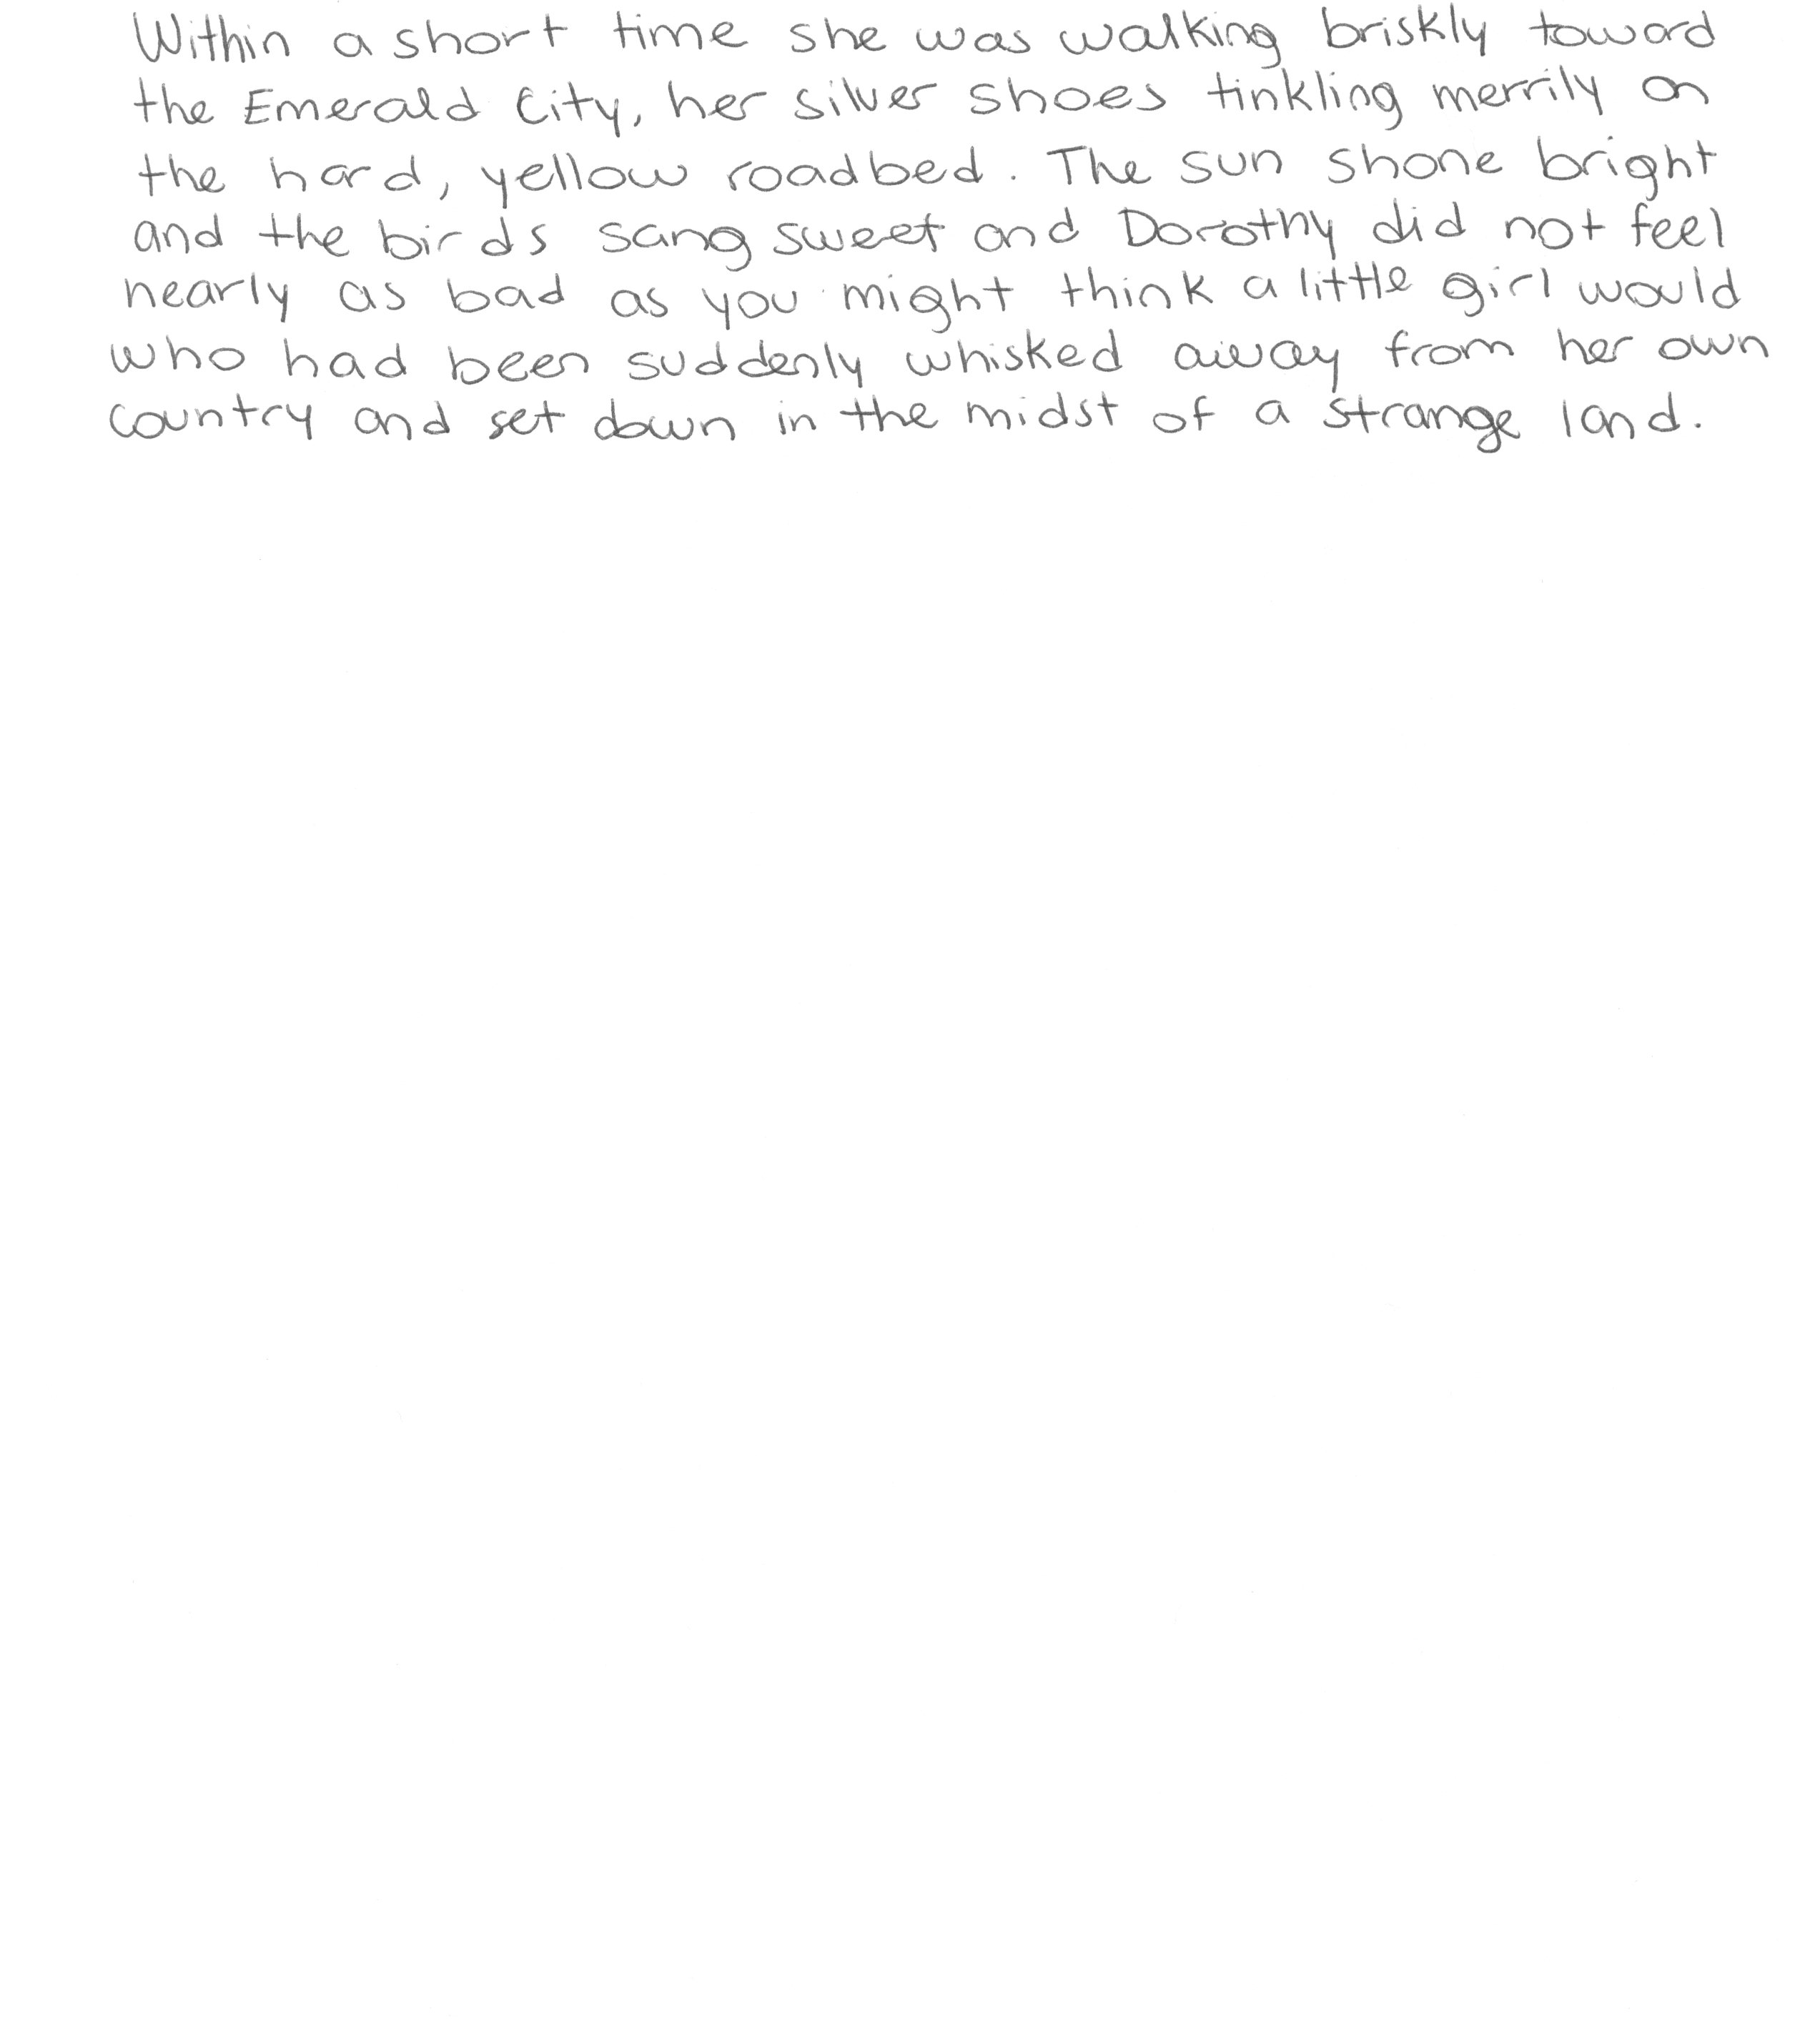 Within a short time she was walking briskly toward
the Emerald City, her silver shoes tinkling merrily on
the hard, yellow roadbed. The sun shone bright
and the birds sang sweet and Dorothy did not feel
nearly as bad as you might think a little girl would
who had been suddenly whisked away from her own
country and set down in the midst of a strange land.